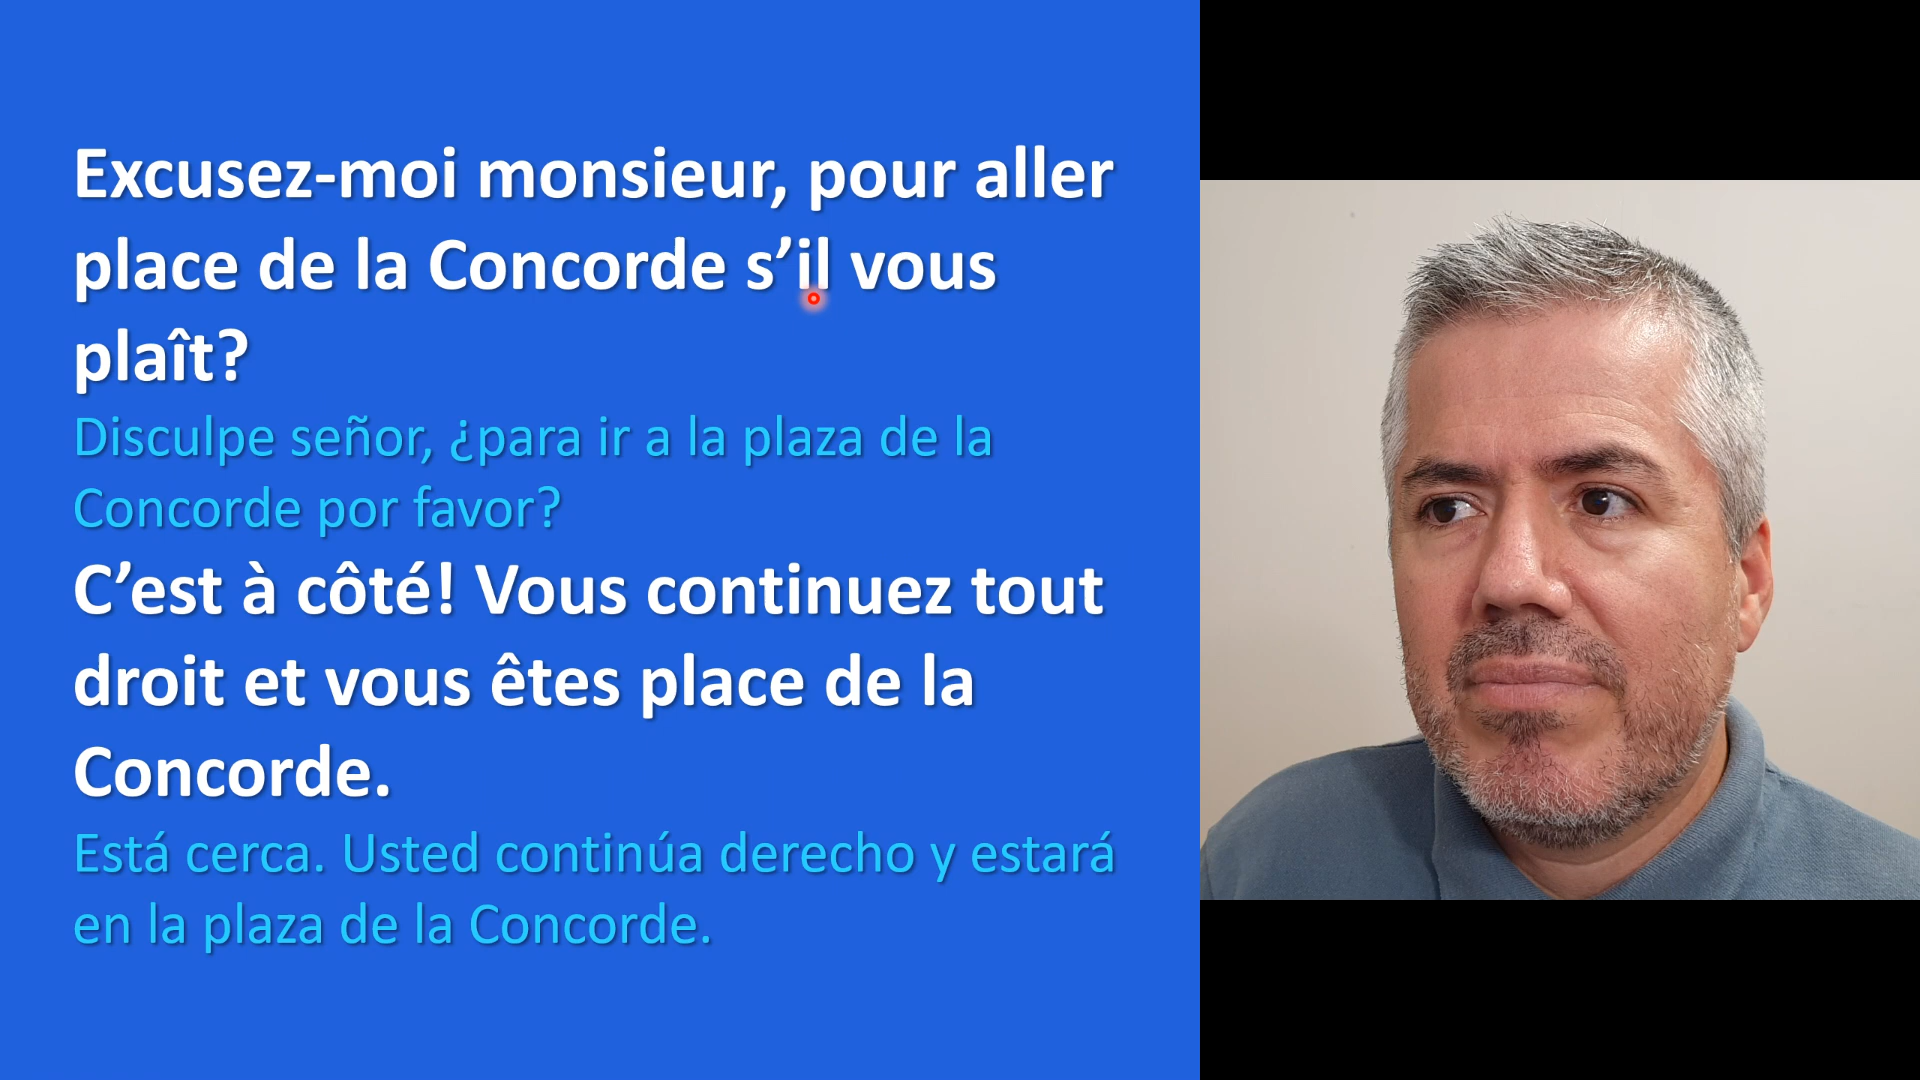 Excusez-moi monsieur, pour aller
place de la Concorde s’il vous
plaît?
Disculpe señor, ¿para ir a la plaza de la
Concorde por favor?
C’est à côté! Vous continuez tout
droit et vous êtes place de la
Concorde.
Está cerca. Usted continúa derecho y estará
en la plaza de la Concorde.